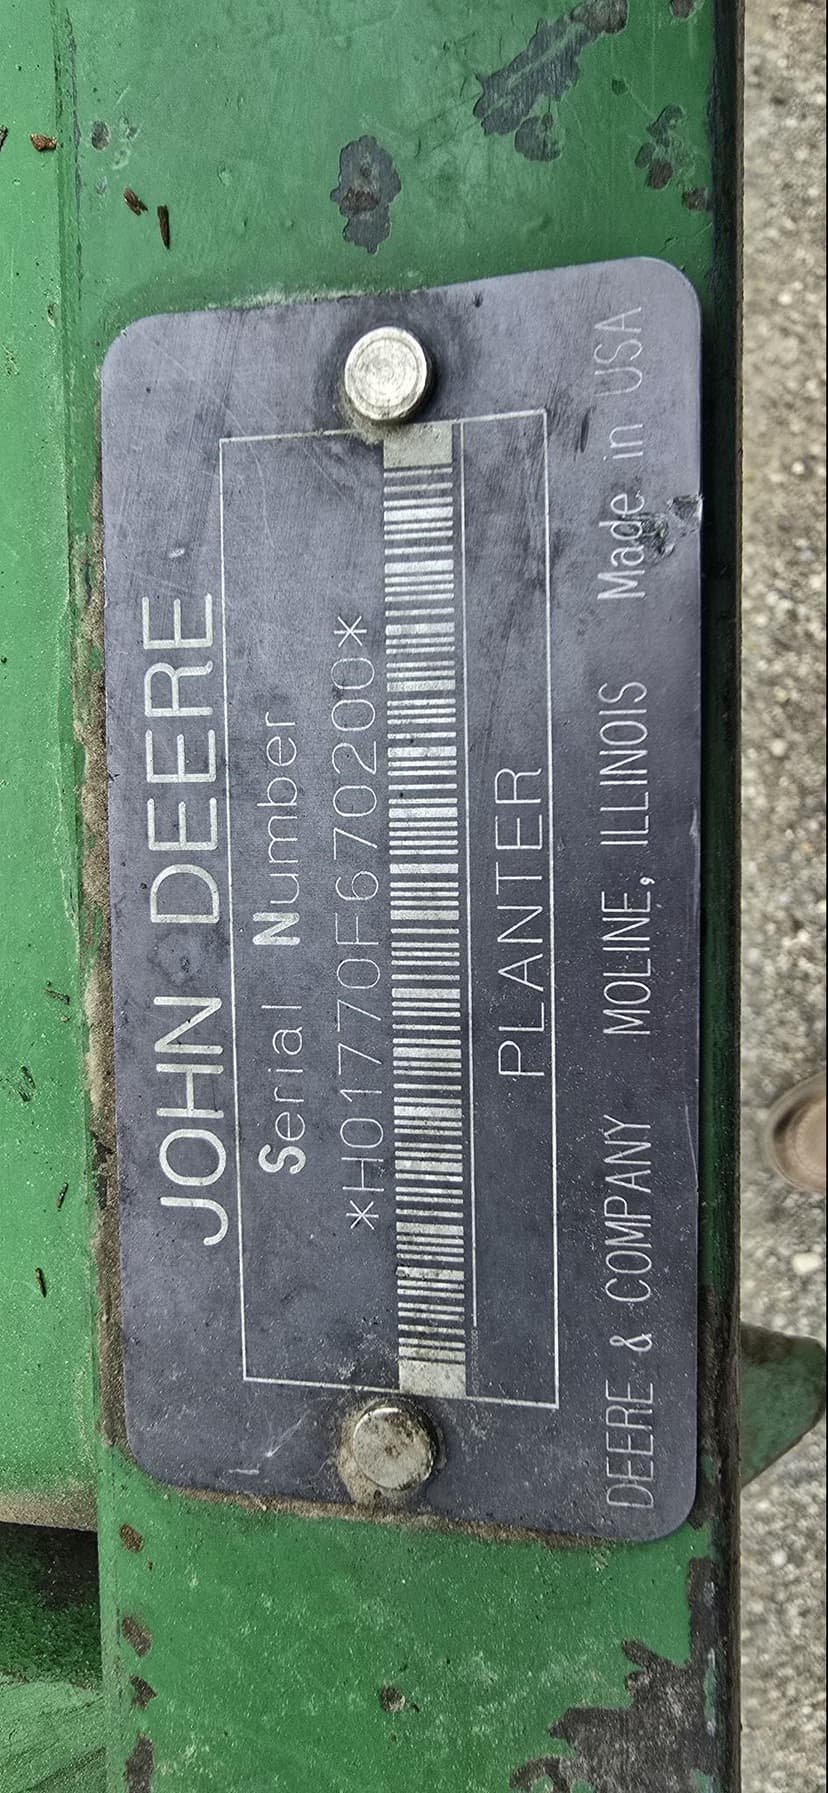 JOHN DEERE
Serial Number
*H01770F670200*
PLANTER
DEERE & COMPANY MOLINE, ILLINOIS Made in USA